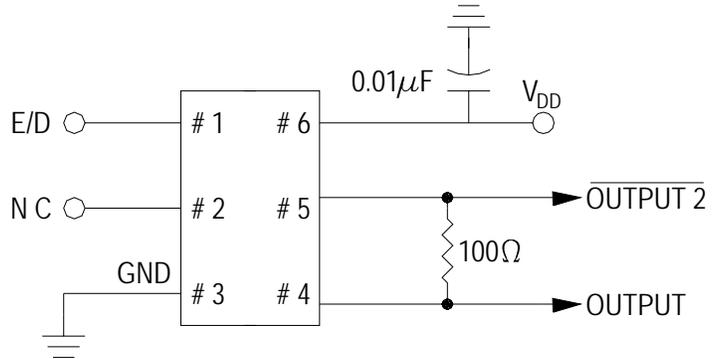 0.01µF
V_DD
E/D
# 1
# 6
N C
# 2
# 5
OUTPUT 2
100Ω
GND
# 3
# 4
OUTPUT